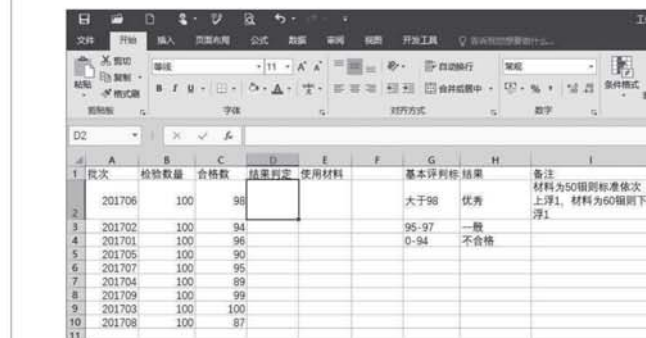 文件 开始 插入 页面布局 公式 数据 审阅 视图 开发工具
剪切
复制
格式刷
粘贴
等线 11
自动换行
合并后居中
常规
条件格式
剪贴板 字体 对齐方式 数字
D2
A B C D E F G H I
1 批次 检验数量 合格数 结果判定 使用材料 基本评判标 结果 备注
2 201706 100 98 大于98 优秀 材料为50铟则标准依次
上浮1，材料为60铟则下
浮1
3 201702 100 94 95-97 一般
4 201701 100 96 0-94 不合格
5 201705 100 90
6 201707 100 95
7 201704 100 89
8 201709 100 99
9 201703 100 100
10 201708 100 87
11